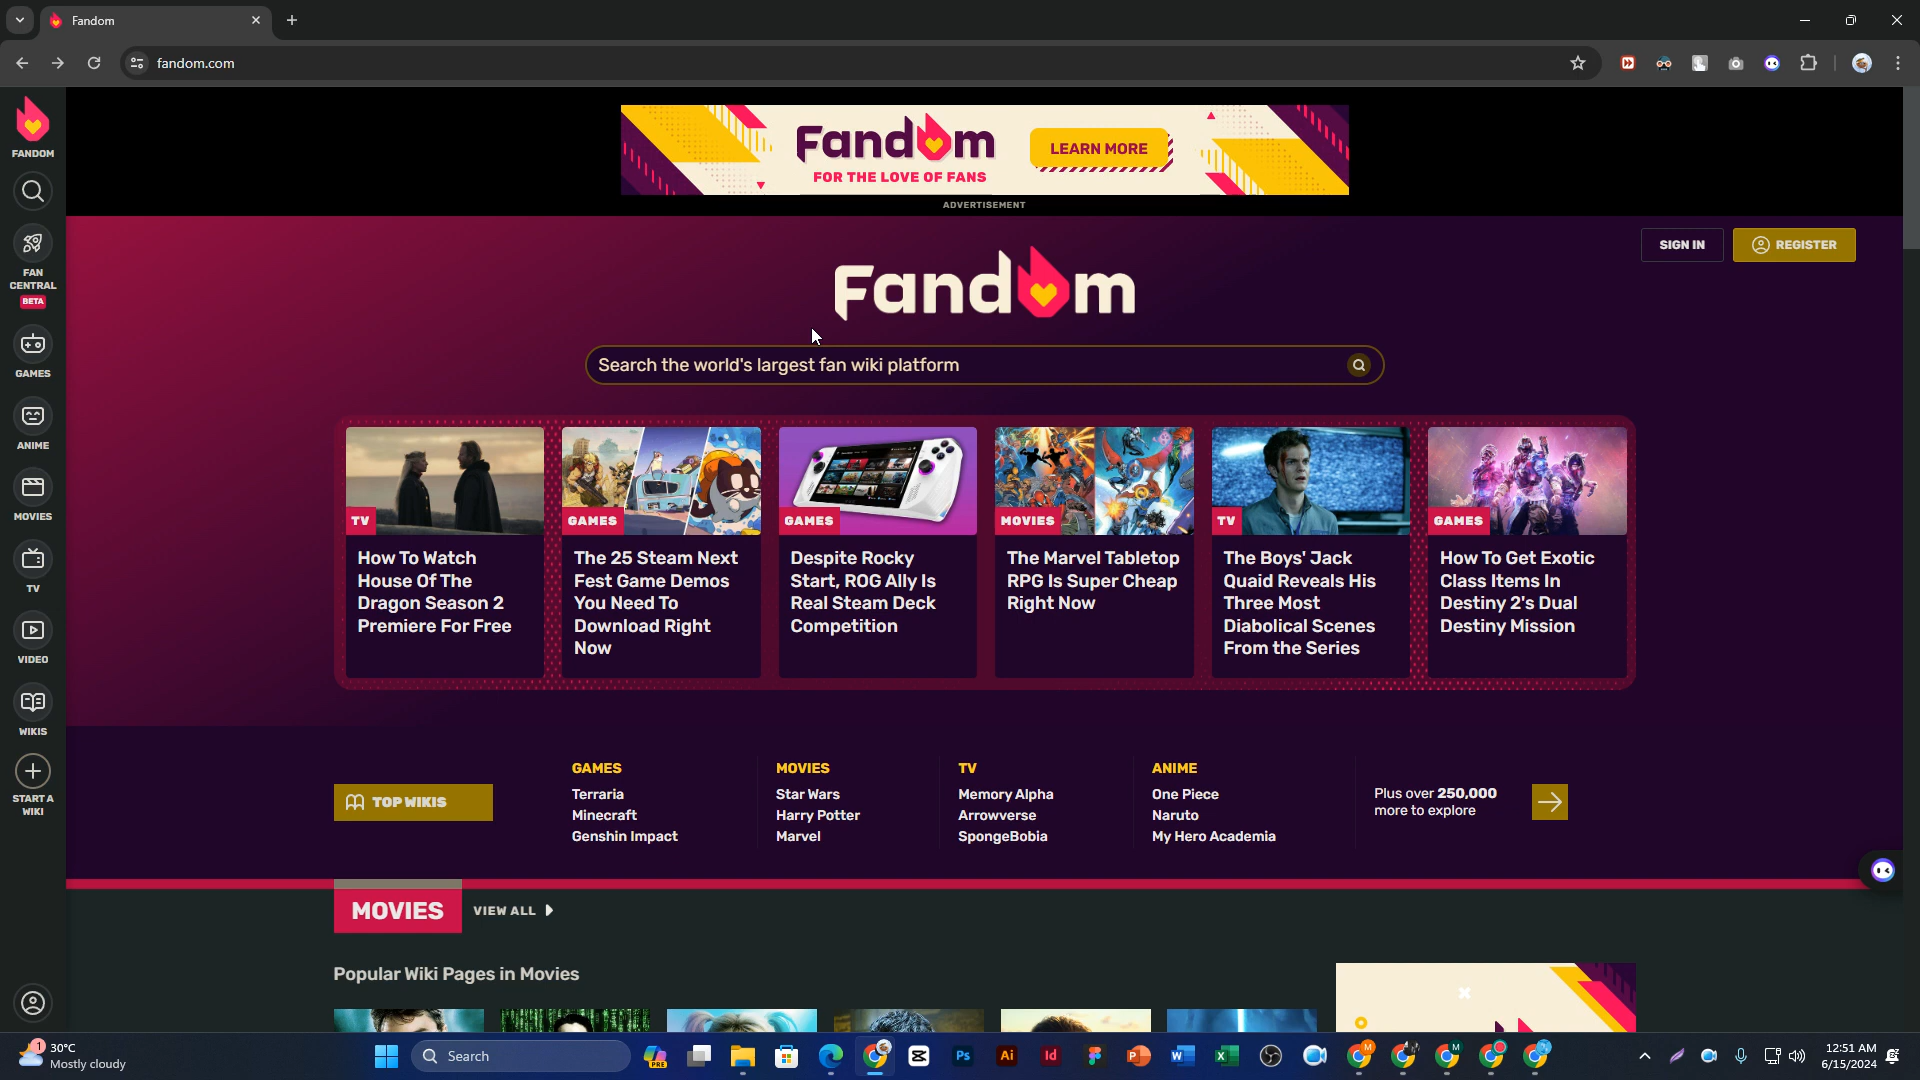 Fandom
fandom.com
FANDOM
FAN
CENTRAL
BETA
GAMES
ANIME
MOVIES
TV
VIDEO
WIKIS
START A
WIKI
Fandom
FOR THE LOVE OF FANS
LEARN MORE
ADVERTISEMENT
SIGN IN
REGISTER
Fandom
Search the world's largest fan wiki platform
TV
How To Watch
House Of The
Dragon Season 2
Premiere For Free
GAMES
The 25 Steam Next
Fest Game Demos
You Need To
Download Right
Now
GAMES
Despite Rocky
Start, ROG Ally Is
Real Steam Deck
Competition
MOVIES
The Marvel Tabletop
RPG Is Super Cheap
Right Now
TV
The Boys' Jack
Quaid Reveals His
Three Most
Diabolical Scenes
From the Series
GAMES
How To Get Exotic
Class Items In
Destiny 2's Dual
Destiny Mission
TOP WIKIS
GAMES
Terraria
Minecraft
Genshin Impact
MOVIES
Star Wars
Harry Potter
Marvel
TV
Memory Alpha
Arrowverse
SpongeBobia
ANIME
One Piece
Naruto
My Hero Academia
Plus over 250,000
more to explore
MOVIES
VIEW ALL
Popular Wiki Pages in Movies
1
30°C
Mostly cloudy
Search
PRE
Ps
Ai
Id
P
W
X
M
M
12:51 AM
6/15/2024